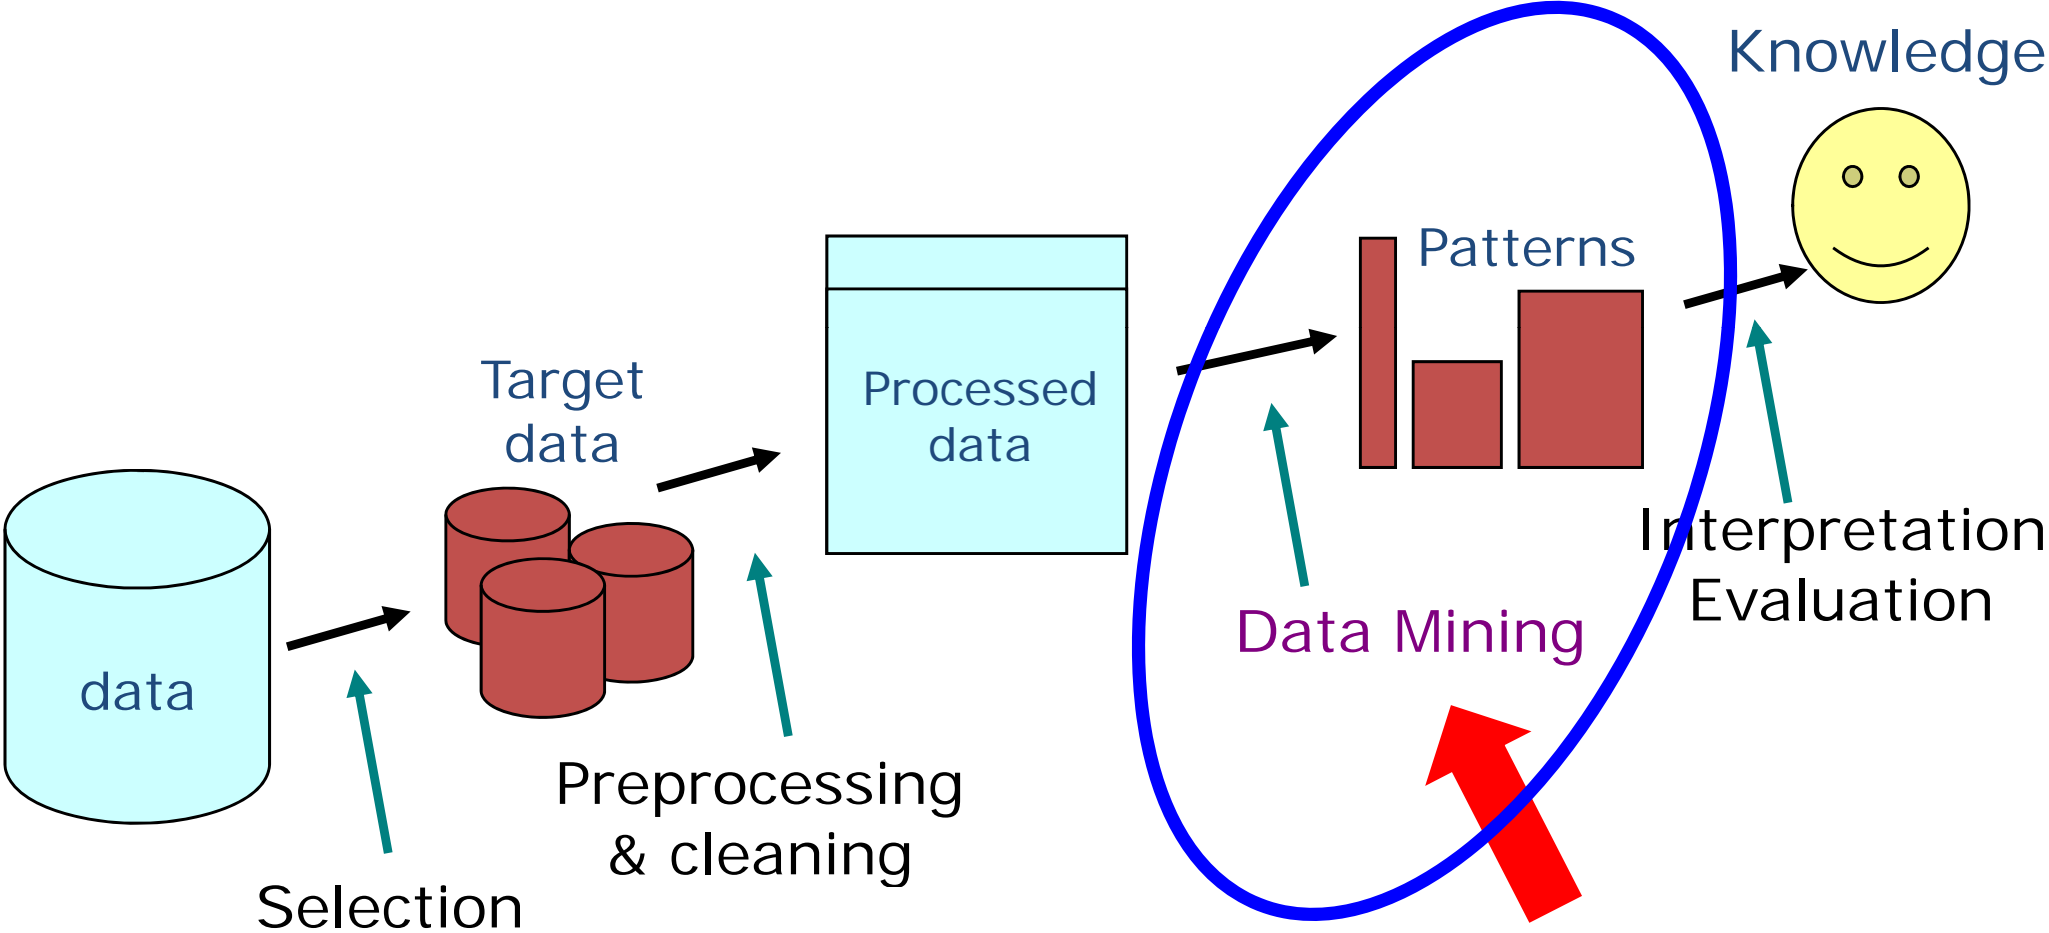 Knowledge
Patterns
Target
data
Processed
data
data
Interpretation
Evaluation
Data Mining
Preprocessing
& cleaning
Selection